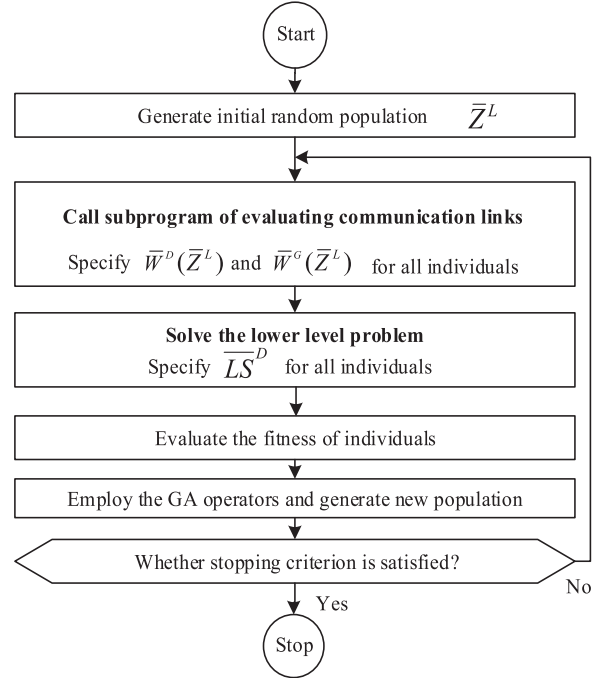 Start
Generate initial random population Z̅ᴸ
Call subprogram of evaluating communication links
Specify W̅ᴰ(Z̅ᴸ) and W̅ᴳ(Z̅ᴸ) for all individuals
Solve the lower level problem
Specify L̅S̅ᴰ for all individuals
Evaluate the fitness of individuals
Employ the GA operators and generate new population
Whether stopping criterion is satisfied?
No
Yes
Stop